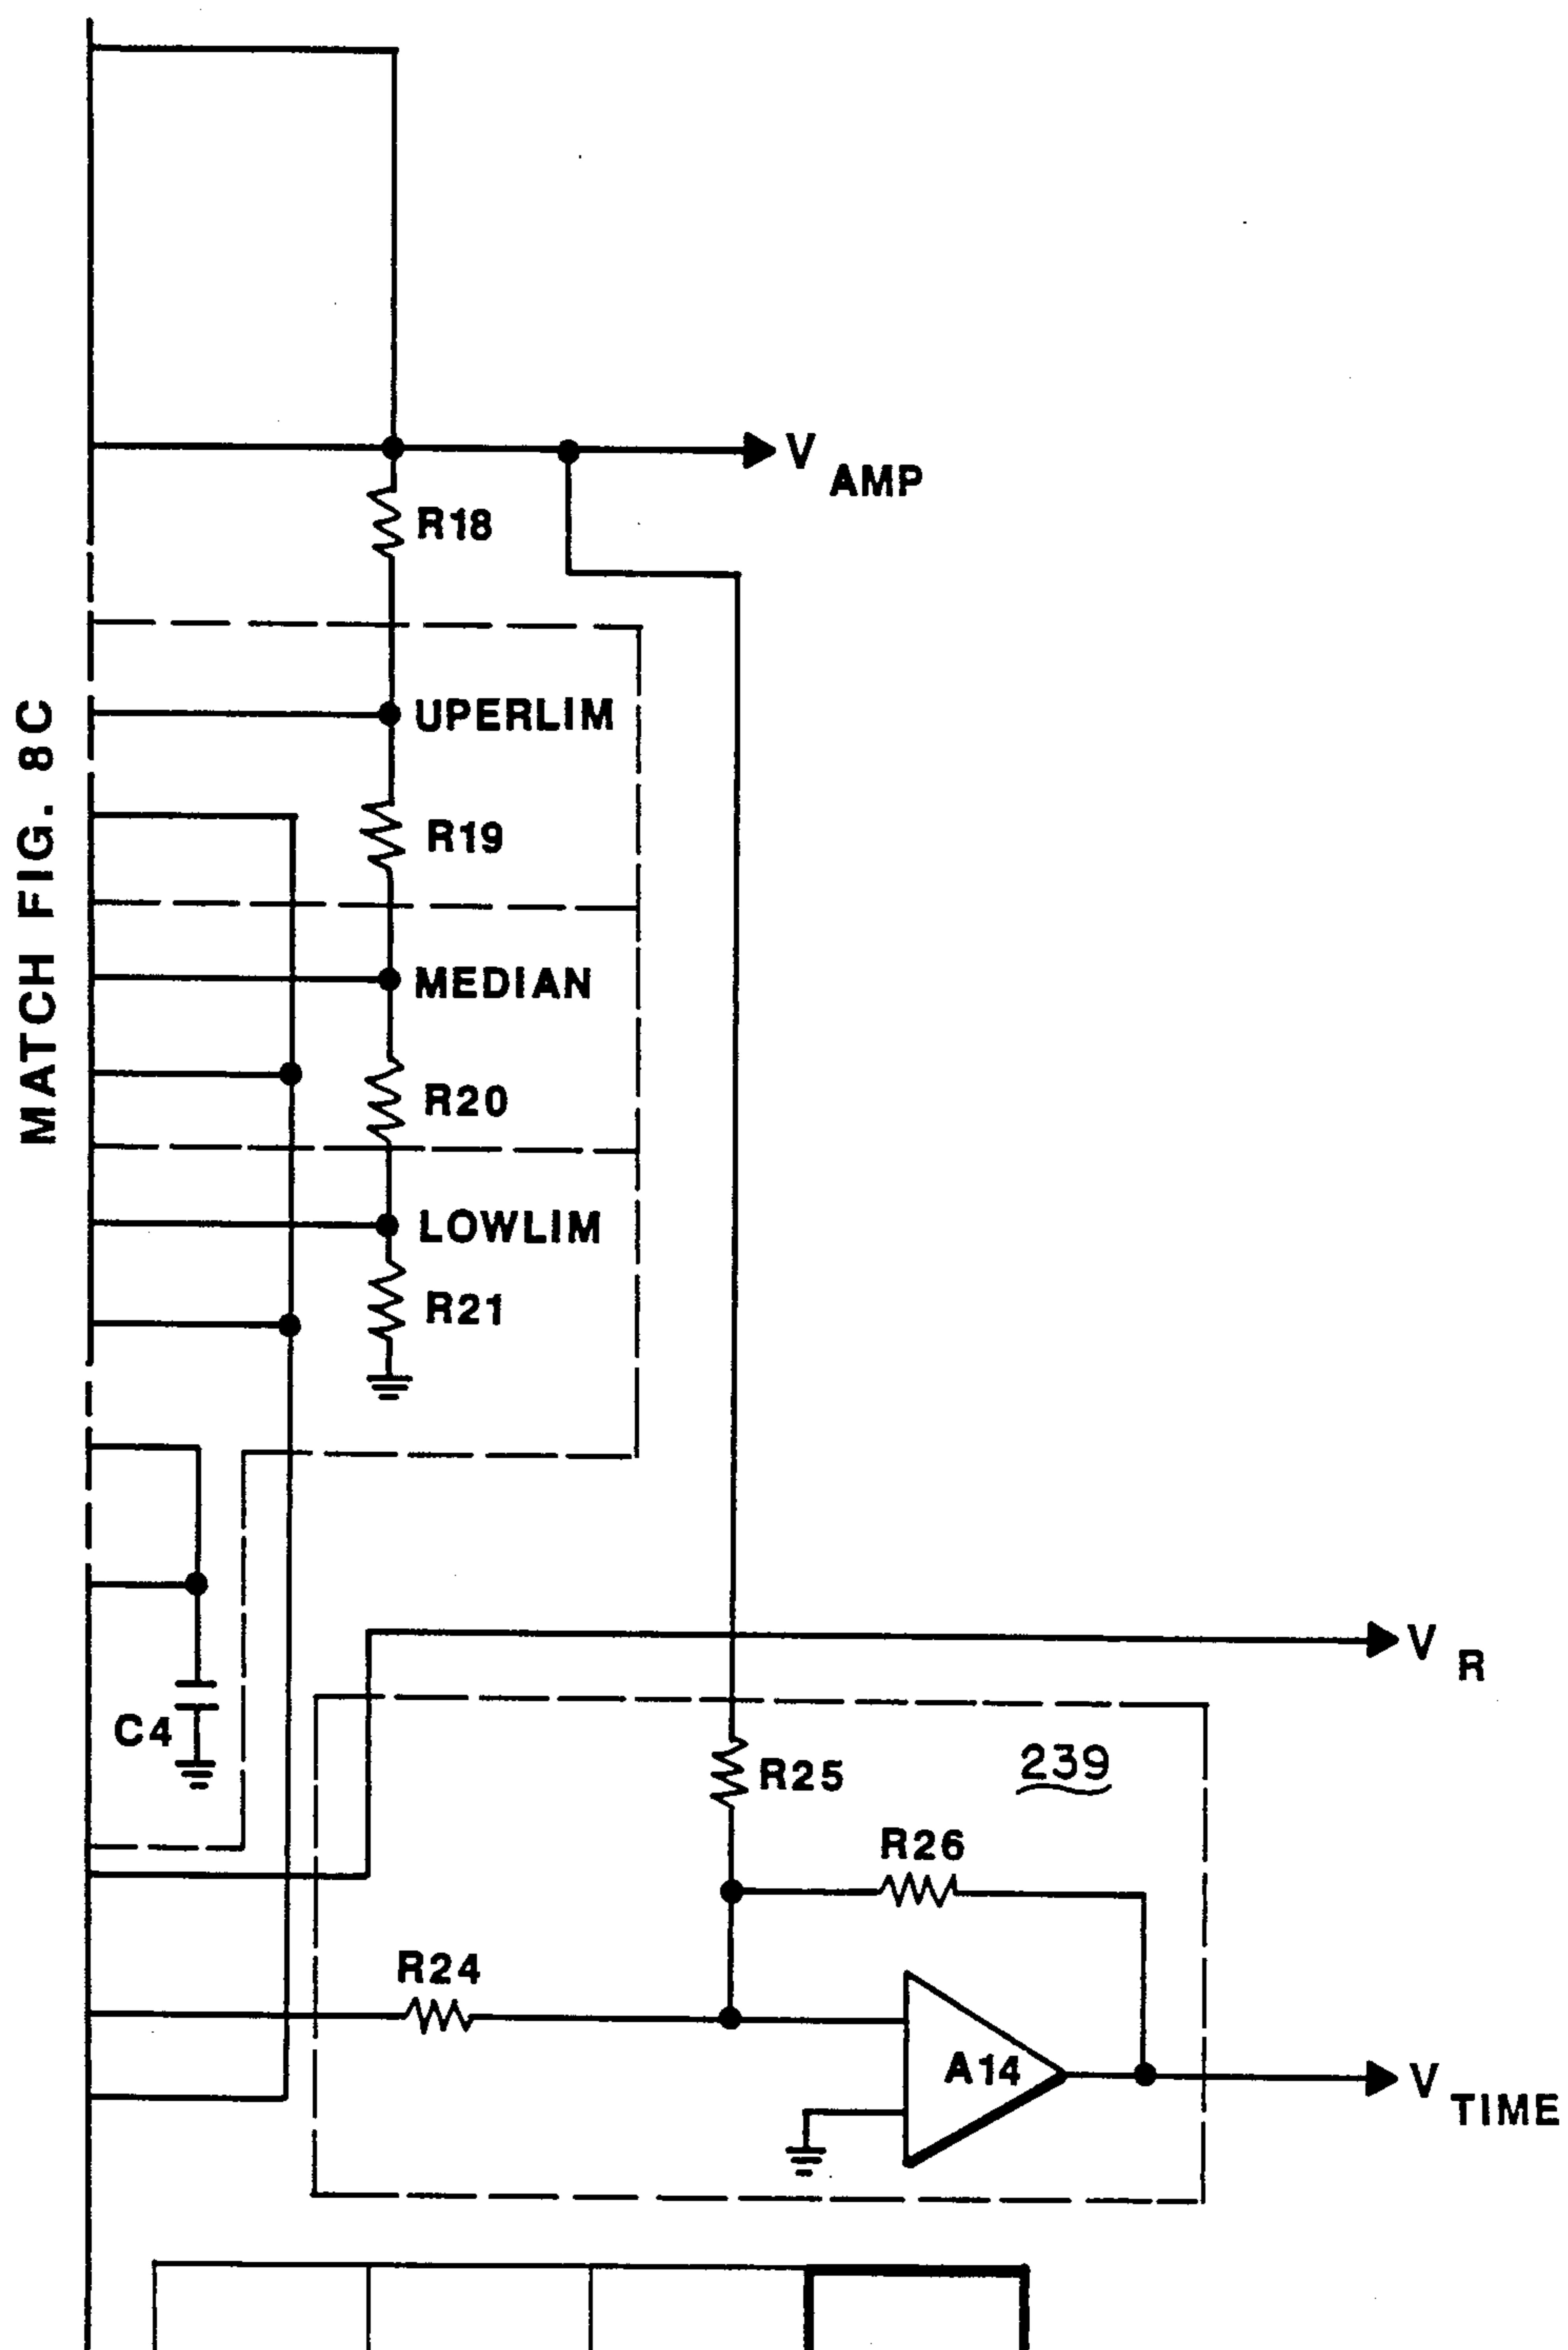 V AMP
R18
UPERLIM
MATCH FIG. 8C
R19
MEDIAN
R20
LOWLIM
R21
V R
C4
R25
239
R26
R24
A14
V TIME